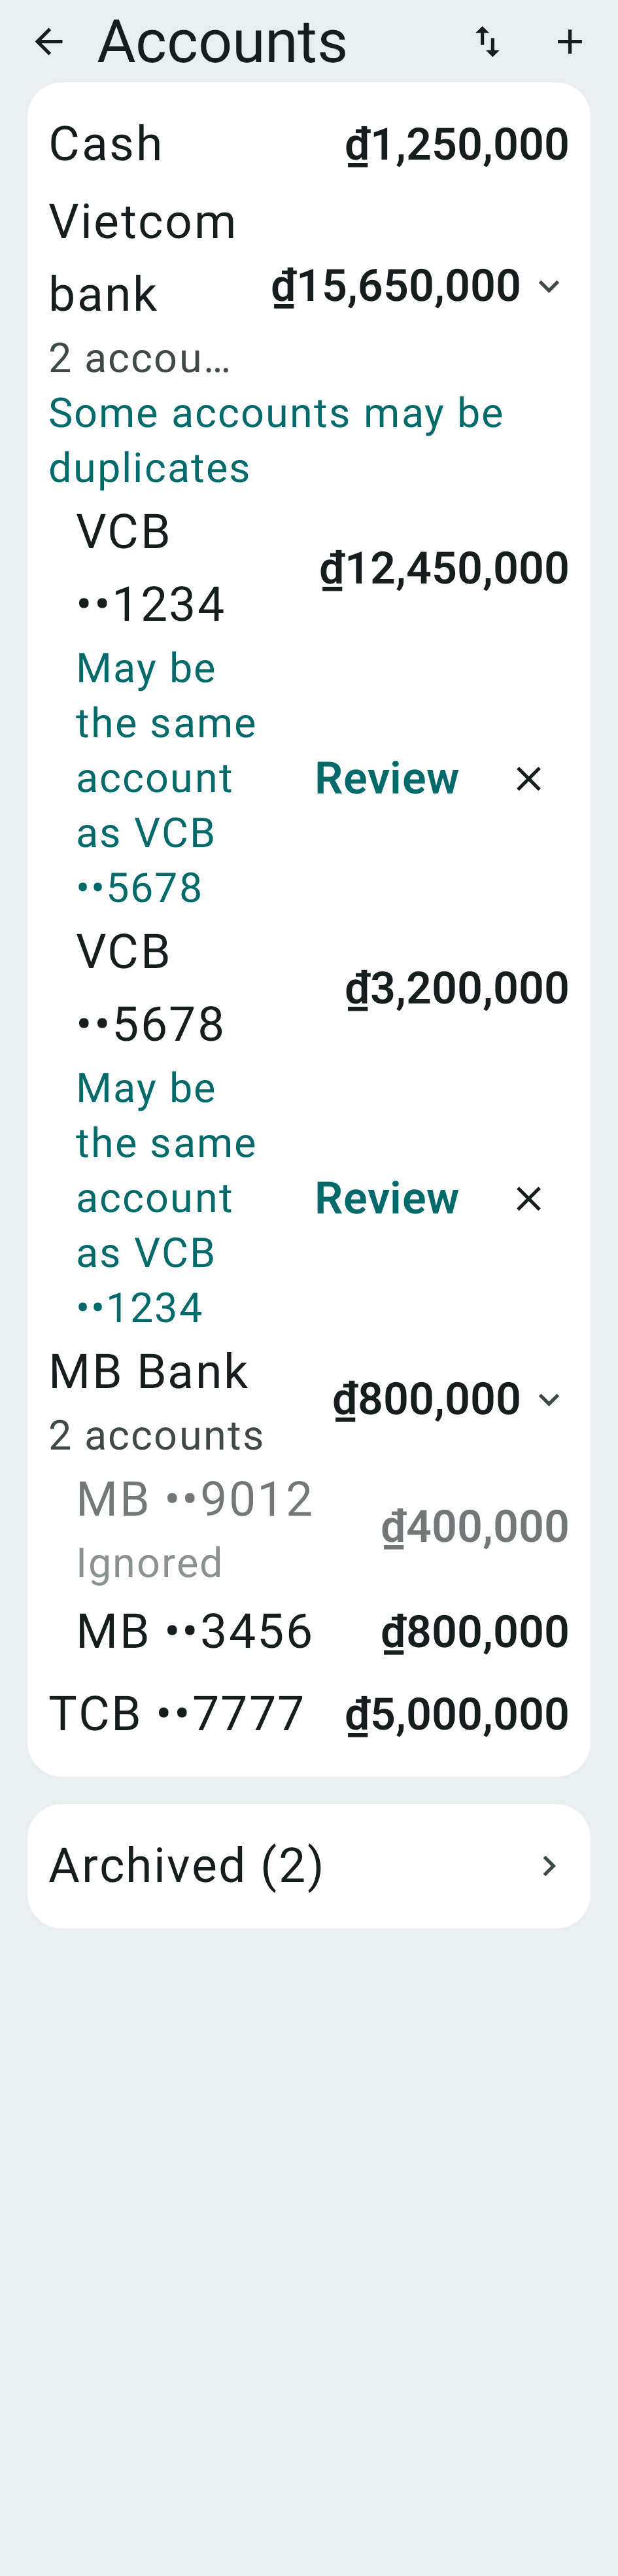 Accounts
Cash ₫1,250,000
Vietcom
bank ₫15,650,000
2 accou…
Some accounts may be
duplicates
VCB
••1234 ₫12,450,000
May be
the same
account Review
as VCB
••5678
VCB
••5678 ₫3,200,000
May be
the same
account Review
as VCB
••1234
MB Bank ₫800,000
2 accounts
MB ••9012 ₫400,000
Ignored
MB ••3456 ₫800,000
TCB ••7777 ₫5,000,000
Archived (2)